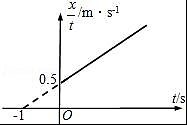 x/t /m · s⁻¹
0.5
-1 O t/s